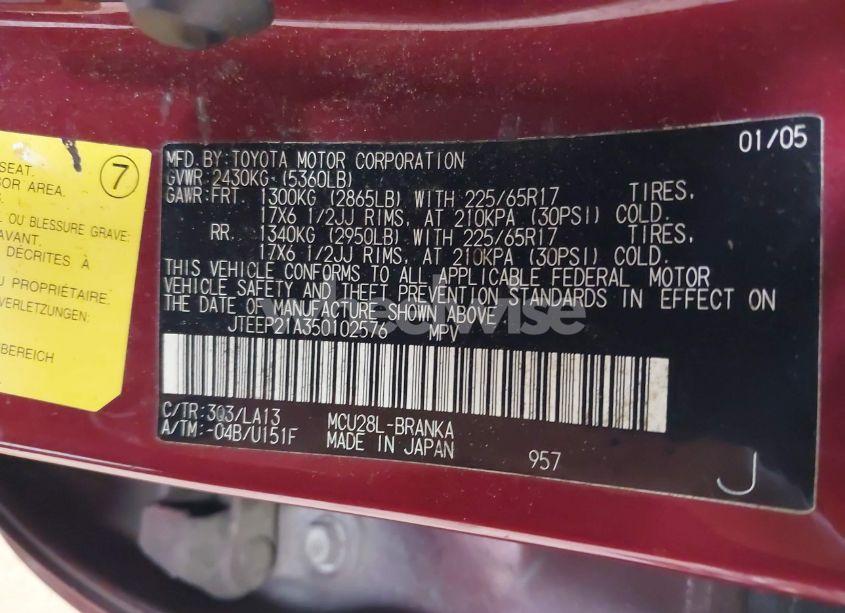 SEAT.
SOR AREA.
S.
L OU BLESSURE GRAVE:
AVANT.
DÉCRITES À
U PROPRIÉTAIRE.
VERLETZUNGEN.
BEREICH
7
01/05
MFD. BY: TOYOTA MOTOR CORPORATION
GVWR: 2430KG (5360LB)
GAWR: FRT. 1300KG (2865LB) WITH 225/65R17 TIRES,
17X6 1/2JJ RIMS, AT 210KPA (30PSI) COLD.
RR. 1340KG (2950LB) WITH 225/65R17 TIRES,
17X6 1/2JJ RIMS, AT 210KPA (30PSI) COLD.
THIS VEHICLE CONFORMS TO ALL APPLICABLE FEDERAL MOTOR
VEHICLE SAFETY AND THEFT PREVENTION STANDARDS IN EFFECT ON
THE DATE OF MANUFACTURE SHOWN ABOVE.
JTEEP21A350102576 MPV
C/TR: 303/LA13 MCU28L-BRANKA
A/TM: -04B/U151F MADE IN JAPAN
957
J